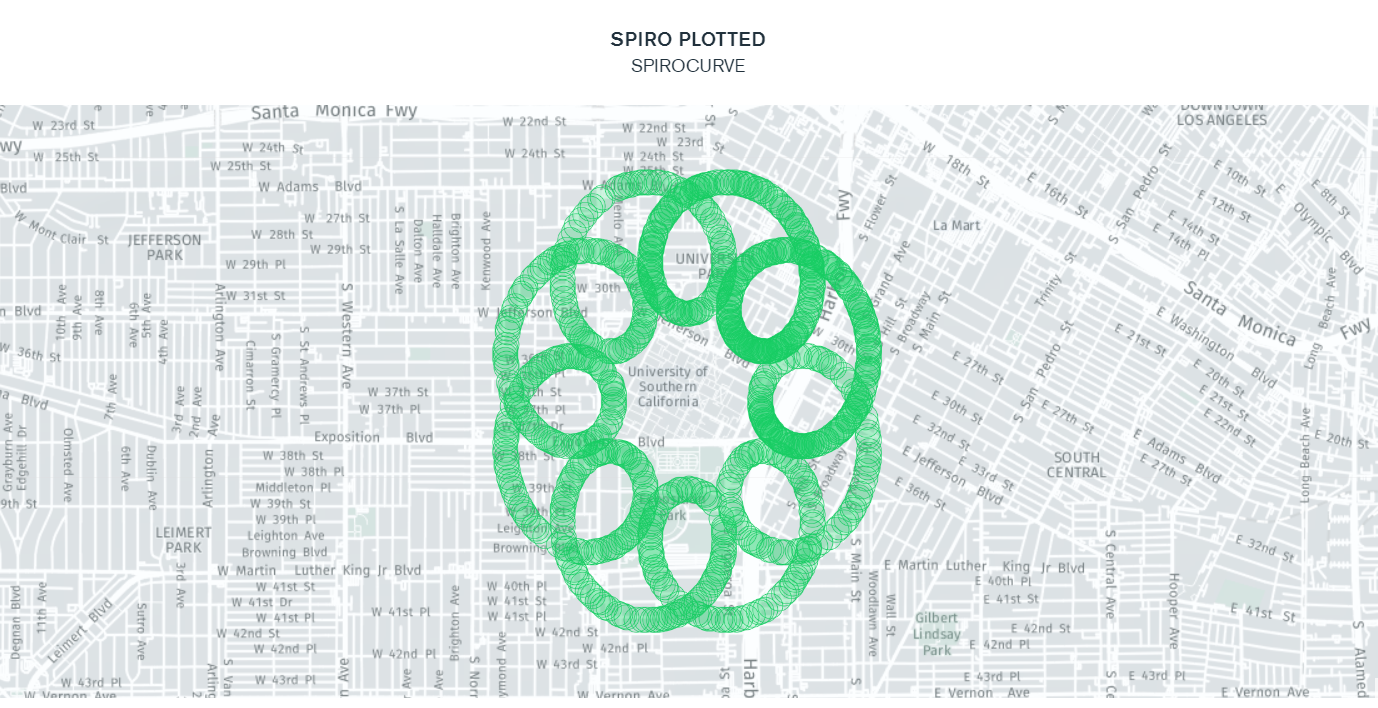 SPIRO PLOTTED
SPIROCURVE
Santa Monica Fwy
W 22nd St
W 22nd St
DOWNTOWN
LOS ANGELES
W 23rd St
W 23rd St
W 24th St
W 24th St
W 24th St
W 25th St
W 25th St
W 18th St
E 16th St
S San Pedro St
E 10th St
E 8th St
Olympic Blvd
W Adams Blvd
Blvd
E 12th St
E 14th St
E 14th Pl
W Mont Clair St
JEFFERSON
PARK
W 27th St
W 28th St
W 29th St
W 29th Pl
W 31st St
S La Salle Ave
Dalton Ave
Halldale Ave
Brighton Ave
Kenwood Ave
Fwy
S Flower St
La Mart
Grand Ave
Hill St
S Broadway
S Main St
Trinity St
Santa Monica Fwy
Long Beach Ave
W 30th
W Jefferson Blvd
10th Ave
9th Ave
8th Ave
6th Ave
5th Ave
4th Ave
Arlington Ave
S Western Ave
W 36th St
Cimarron St
S Gramercy Pl
S St Andrews Pl
W 30th
E Washington Blvd
E 21st St
E 20th St
E 21st St
E 22nd St
E 27th St
University of
Southern
California
W 37th St
W 37th Pl
7th Ave
3rd Ave
2nd Ave
Exposition Blvd
Blvd
S San Pedro St
E 30th St
E 27th St
E 32nd St
E 33rd St
E Jefferson Blvd
E 36th St
E Adams Blvd
E 27th St
E 20th St
SOUTH
CENTRAL
Long Beach Ave
Grayburn Ave
Edgehill Dr
Olmsted Ave
6th Ave
Dublin Ave
Arlington Ave
W 38th St
W 38th Pl
Middleton Pl
W 39th St
W 39th Pl
Leighton Ave
Browning Blvd
9th St
LEIMERT
PARK
Leighton Ave
Browning
Park
Broadway
W Martin Luther King Jr Blvd
E Martin Luther King Jr Blvd
E 32nd St
S Central Ave
Hooper Ave
S Main St
Woodlawn Ave
Wall St
3rd Ave
Degnan Blvd
11th Ave
Leimert Blvd
Sutro Ave
W 41st St
W 41st Dr
W 41st Pl
W 42nd St
W 42nd Pl
W 43rd St
W 41st Pl
W 42nd Pl
Brighton Ave
W 40th Pl
W 41st St
W 41st Pl
W 42nd St
W 42nd Pl
W 43rd St
E 40th Pl
E 41st St
E 41st St
Gilbert
Lindsay
Park
E 42nd St
E 42nd Pl
E 43rd Pl
E 43rd St
W 43rd Pl
W Vernon Ave
W Vernon Ave
E Vernon Ave
E Vernon Ave